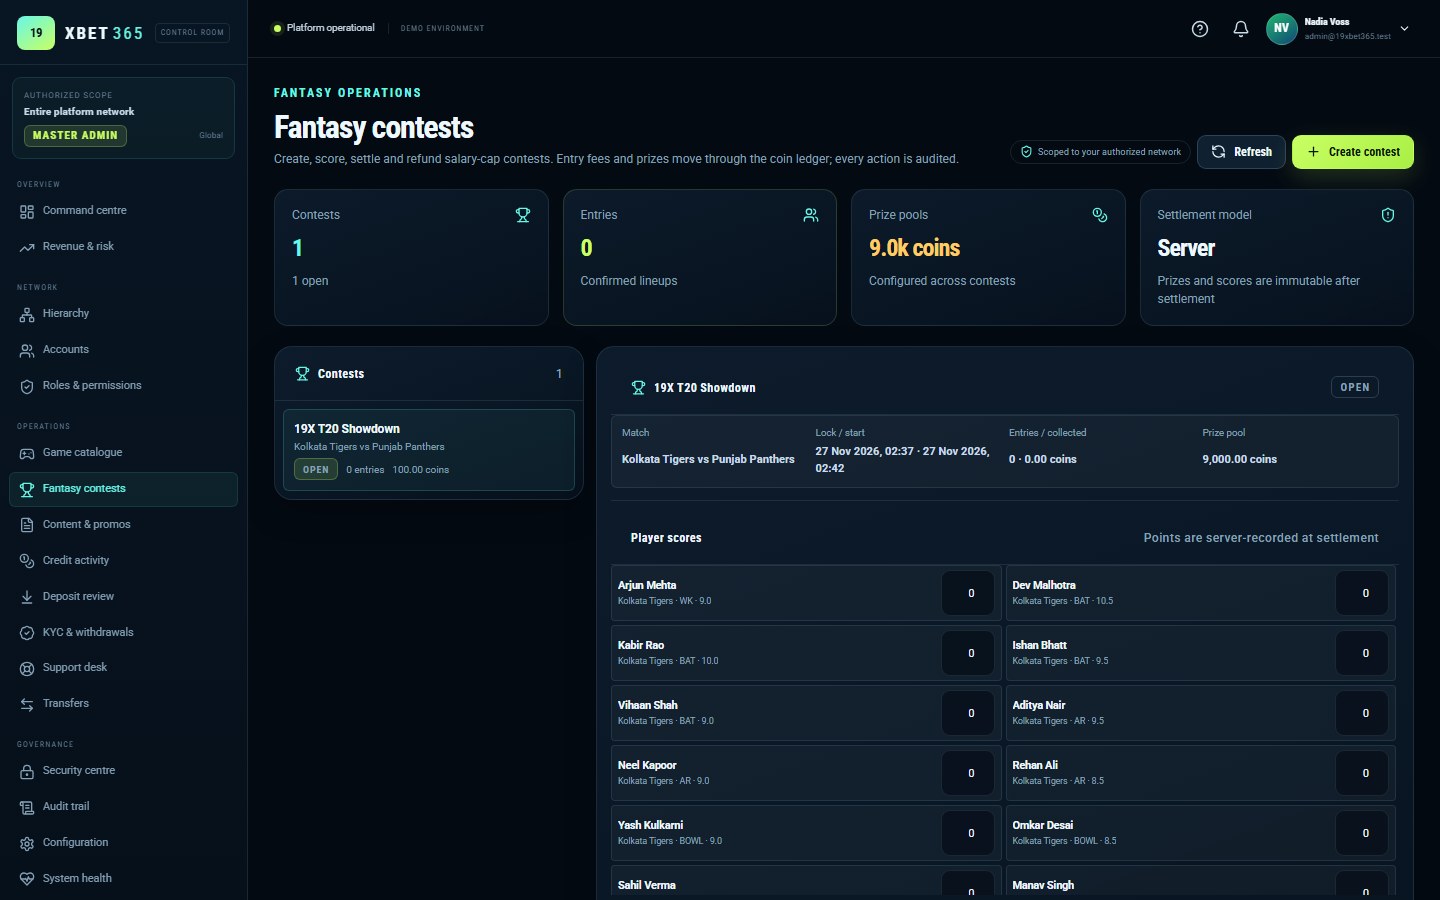 19 XBET 365 CONTROL ROOM
AUTHORIZED SCOPE
Entire platform network
MASTER ADMIN Global
OVERVIEW
Command centre
Revenue & risk
NETWORK
Hierarchy
Accounts
Roles & permissions
OPERATIONS
Game catalogue
Fantasy contests
Content & promos
Credit activity
Deposit review
KYC & withdrawals
Support desk
Transfers
GOVERNANCE
Security centre
Audit trail
Configuration
System health
Platform operational DEMO ENVIRONMENT
NV Nadia Voss
admin@19xbet365.test
FANTASY OPERATIONS
Fantasy contests
Create, score, settle and refund salary-cap contests. Entry fees and prizes move through the coin ledger; every action is audited.
Scoped to your authorized network Refresh Create contest
Contests
1
1 open
Entries
0
Confirmed lineups
Prize pools
9.0k coins
Configured across contests
Settlement model
Server
Prizes and scores are immutable after
settlement
Contests 1
19X T20 Showdown
Kolkata Tigers vs Punjab Panthers
OPEN 0 entries 100.00 coins
19X T20 Showdown OPEN
Match
Kolkata Tigers vs Punjab Panthers
Lock / start
27 Nov 2026, 02:37 · 27 Nov 2026,
02:42
Entries / collected
0 · 0.00 coins
Prize pool
9,000.00 coins
Player scores Points are server-recorded at settlement
Arjun Mehta
Kolkata Tigers · WK · 9.0
0
Dev Malhotra
Kolkata Tigers · BAT · 10.5
0
Kabir Rao
Kolkata Tigers · BAT · 10.0
0
Ishan Bhatt
Kolkata Tigers · BAT · 9.5
0
Vihaan Shah
Kolkata Tigers · BAT · 9.0
0
Aditya Nair
Kolkata Tigers · AR · 9.5
0
Neel Kapoor
Kolkata Tigers · AR · 9.0
0
Rehan Ali
Kolkata Tigers · AR · 8.5
0
Yash Kulkarni
Kolkata Tigers · BOWL · 9.0
0
Omkar Desai
Kolkata Tigers · BOWL · 8.5
0
Sahil Verma
0
Manav Singh
0